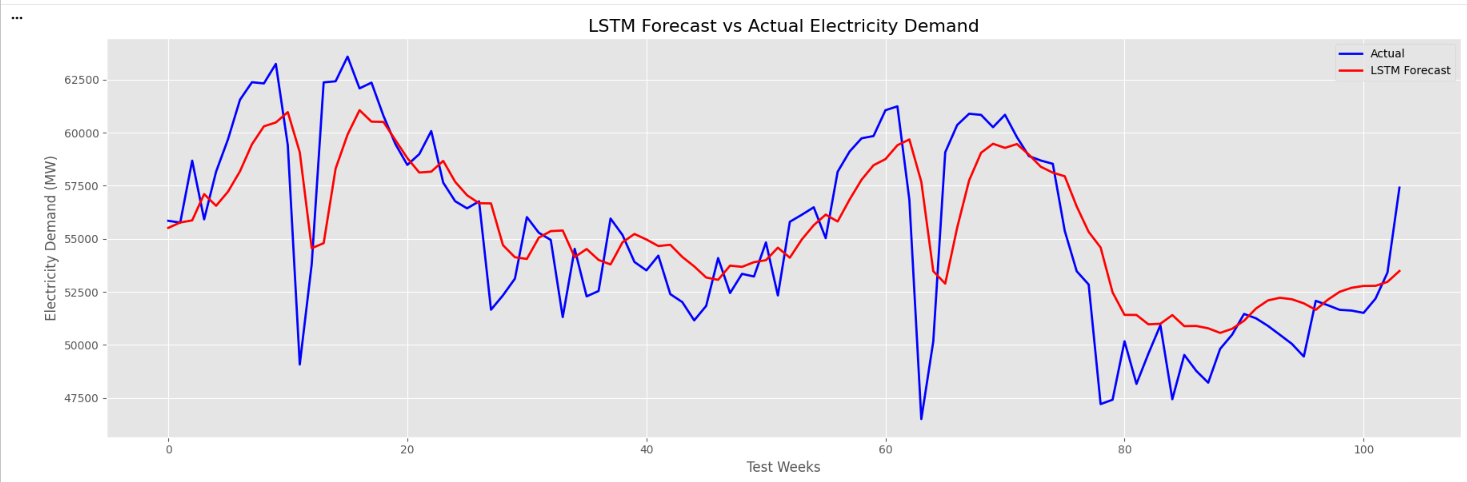 ...
LSTM Forecast vs Actual Electricity Demand
Actual
LSTM Forecast
62500
60000
57500
55000
52500
50000
47500
Electricity Demand (MW)
0 20 40 60 80 100
Test Weeks